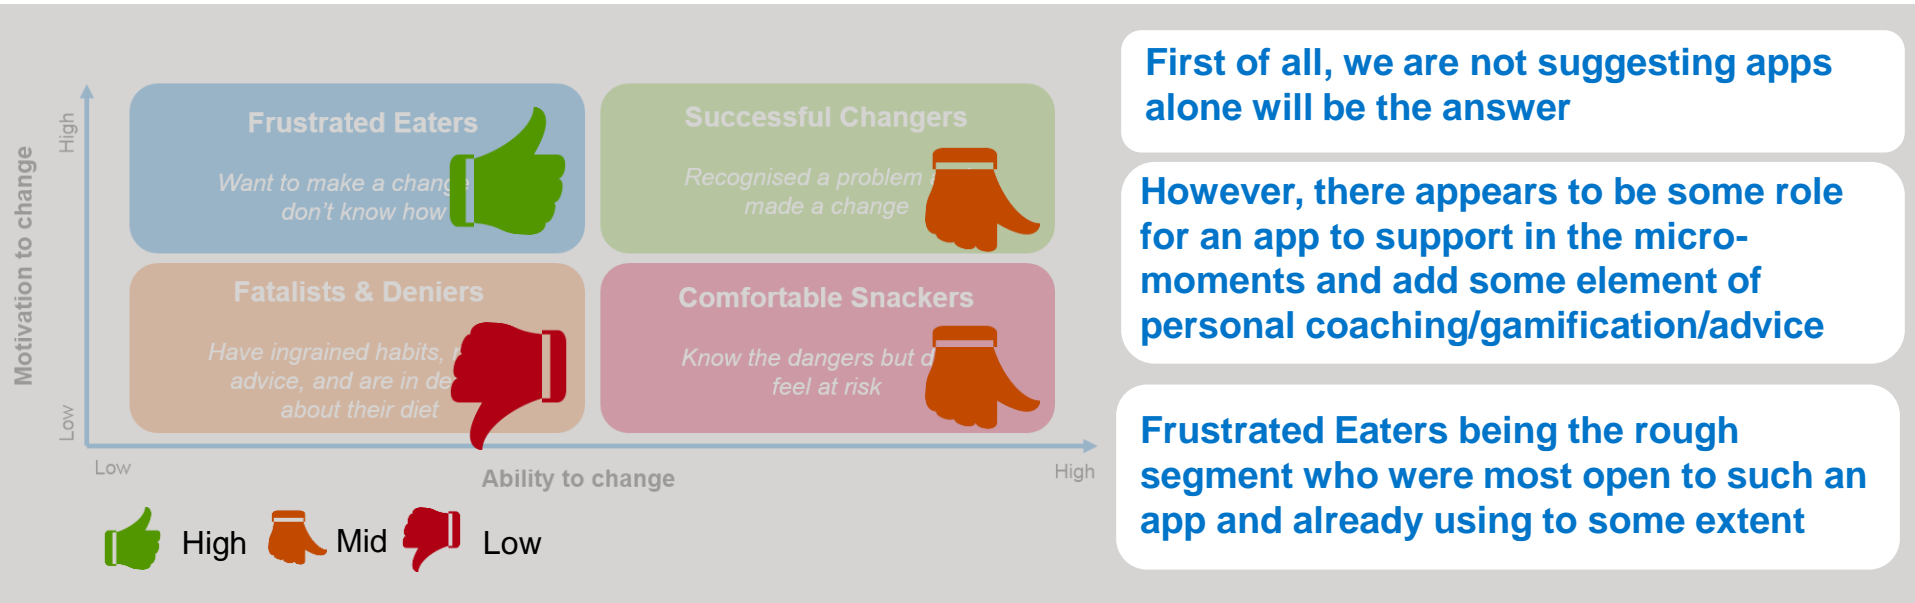 Motivation to change
High
Low
Frustrated Eaters
Want to make a change
don't know how
Successful Changers
Recognised a problem
made a change
Fatalists & Deniers
Have ingrained habits,
advice, and are in
about their diet
Comfortable Snackers
Know the dangers but
feel at risk
Low
Ability to change
High
High
Mid
Low
First of all, we are not suggesting apps
alone will be the answer
However, there appears to be some role
for an app to support in the micro-
moments and add some element of
personal coaching/gamification/advice
Frustrated Eaters being the rough
segment who were most open to such an
app and already using to some extent